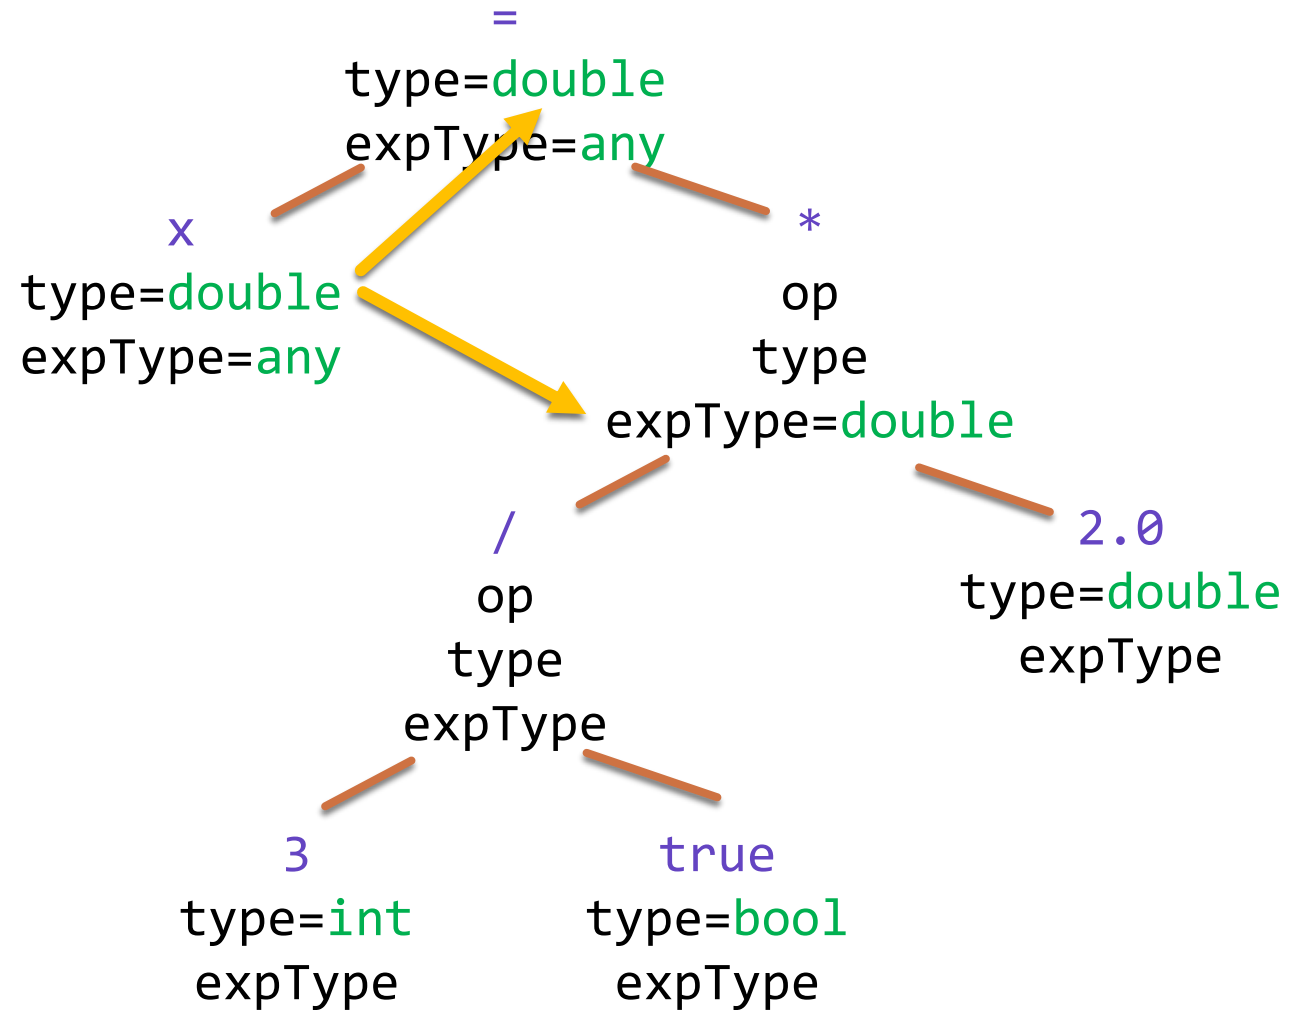 =
type=double
expType=any
x
type=double
expType=any
*
op
type
expType=double
/
op
type
expType
2.0
type=double
expType
3
type=int
expType
true
type=bool
expType